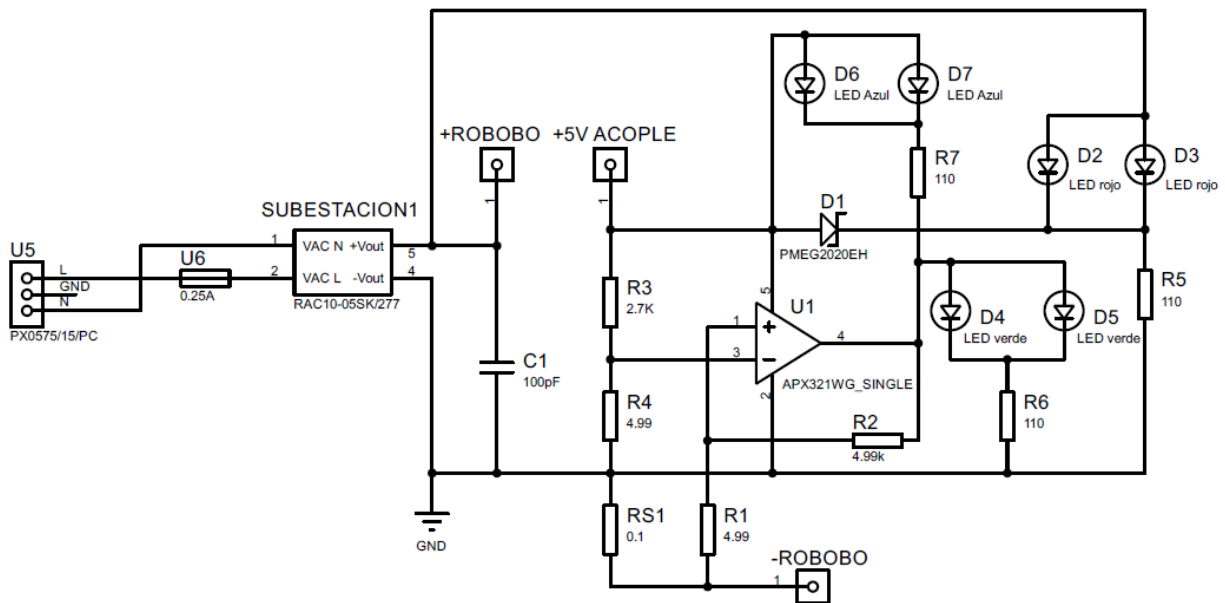 D6
LED Azul
D7
LED Azul
+ROBOBO
1
+5V ACOPLE
1
R7
110
D2
LED rojo
D3
LED rojo
SUBESTACION1
1
VAC N
+Vout
5
2
VAC L
-Vout
4
RAC10-05SK/277
U5
L
GND
N
PX0575/15/PC
U6
0.25A
D1
PMEG2020EH
R3
2.7K
5
U1
1
+
3
−
4
2
APX321WG_SINGLE
D4
LED verde
D5
LED verde
R5
110
C1
100pF
R4
4.99
R2
4.99k
R6
110
GND
RS1
0.1
R1
4.99
-ROBOBO
1